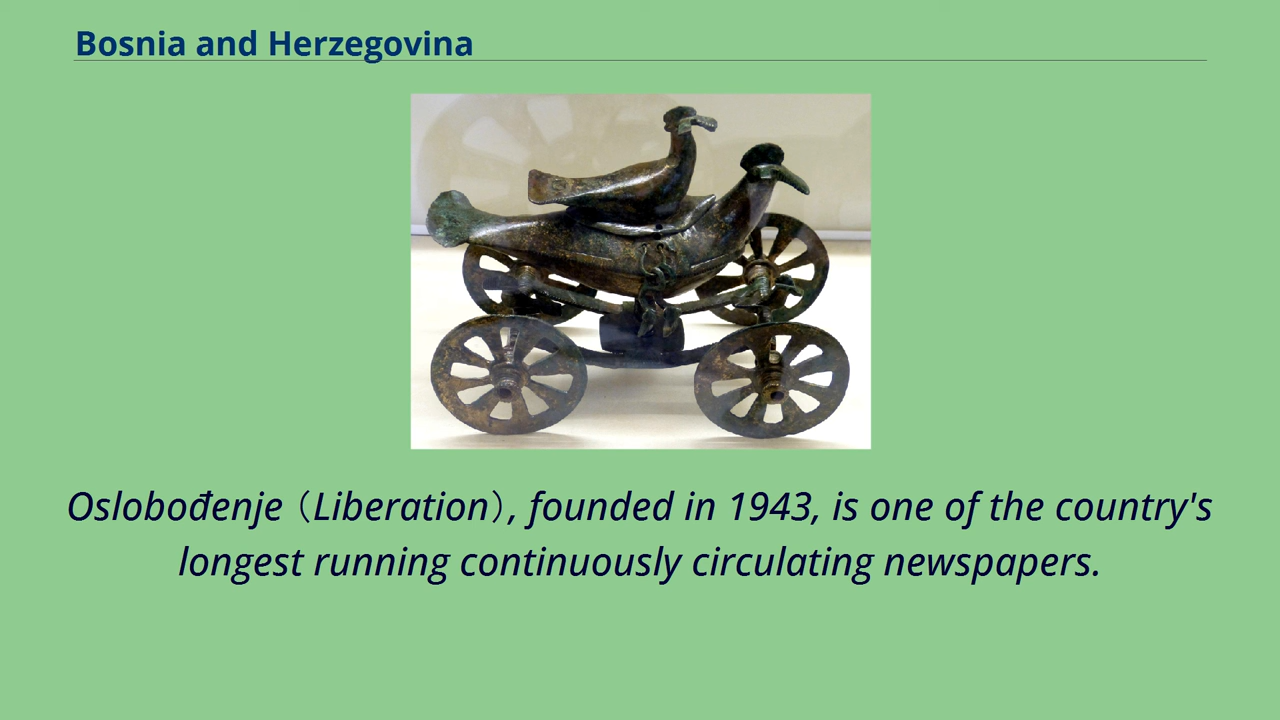 Bosnia and Herzegovina
Oslobođenje（Liberation）, founded in 1943, is one of the country's
longest running continuously circulating newspapers.